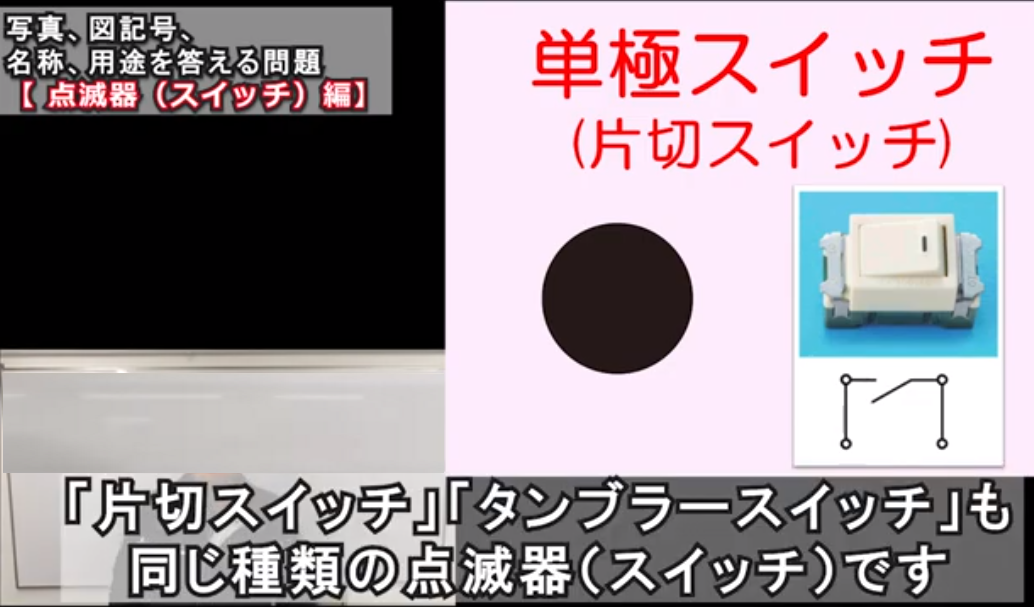 写真、図記号、
名称、用途を答える問題
【点滅器（スイッチ）編】
単極スイッチ
(片切スイッチ)
「片切スイッチ」「タンブラースイッチ」も
同じ種類の点滅器（スイッチ）です